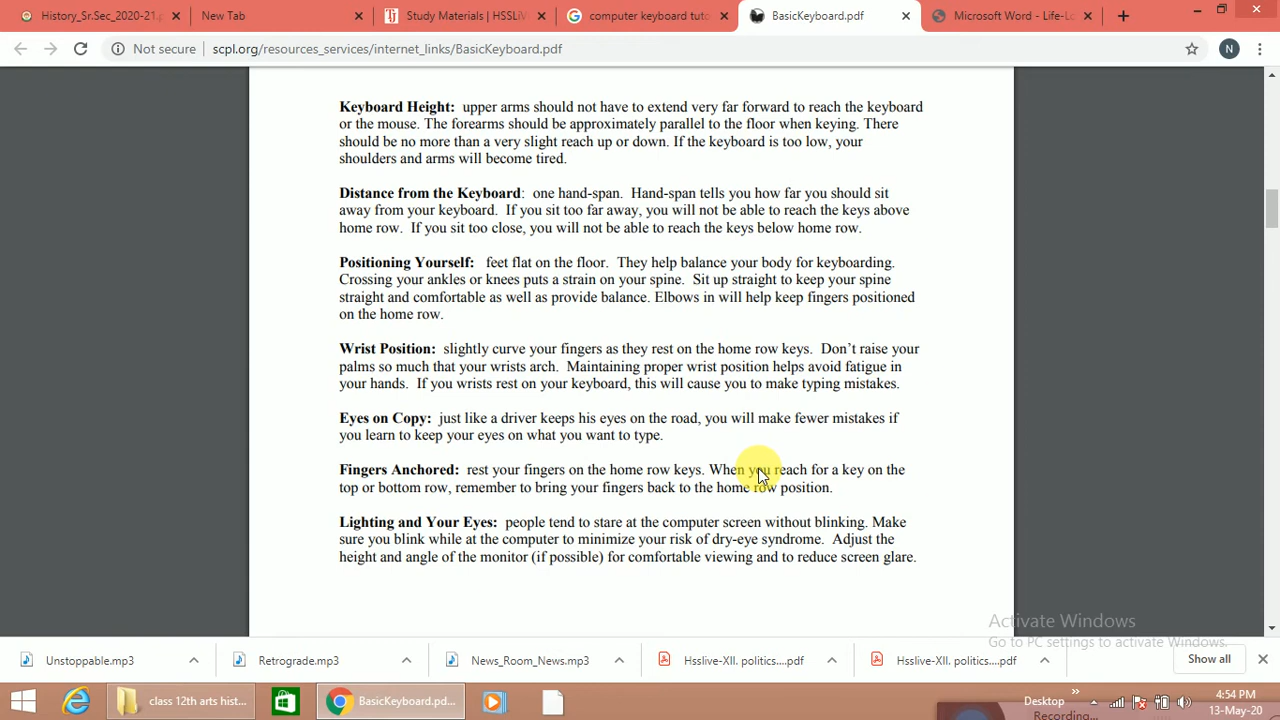 History_Sr.Sec_2020-21.p
New Tab
Study Materials | HSSLiV
computer keyboard tuto
BasicKeyboard.pdf
Microsoft Word - Life-Lo
Not secure | scpl.org/resources_services/internet_links/BasicKeyboard.pdf
N
Keyboard Height: upper arms should not have to extend very far forward to reach the keyboard
or the mouse. The forearms should be approximately parallel to the floor when keying. There
should be no more than a very slight reach up or down. If the keyboard is too low, your
shoulders and arms will become tired.
Distance from the Keyboard: one hand-span. Hand-span tells you how far you should sit
away from your keyboard. If you sit too far away, you will not be able to reach the keys above
home row. If you sit too close, you will not be able to reach the keys below home row.
Positioning Yourself: feet flat on the floor. They help balance your body for keyboarding.
Crossing your ankles or knees puts a strain on your spine. Sit up straight to keep your spine
straight and comfortable as well as provide balance. Elbows in will help keep fingers positioned
on the home row.
Wrist Position: slightly curve your fingers as they rest on the home row keys. Don't raise your
palms so much that your wrists arch. Maintaining proper wrist position helps avoid fatigue in
your hands. If you wrists rest on your keyboard, this will cause you to make typing mistakes.
Eyes on Copy: just like a driver keeps his eyes on the road, you will make fewer mistakes if
you learn to keep your eyes on what you want to type.
Fingers Anchored: rest your fingers on the home row keys. When you reach for a key on the
top or bottom row, remember to bring your fingers back to the home row position.
Lighting and Your Eyes: people tend to stare at the computer screen without blinking. Make
sure you blink while at the computer to minimize your risk of dry-eye syndrome. Adjust the
height and angle of the monitor (if possible) for comfortable viewing and to reduce screen glare.
Activate Windows
Go to PC settings to activate Windows.
Unstoppable.mp3
Retrograde.mp3
News_Room_News.mp3
Hsslive-XII. politics....pdf
Hsslive-XII. politics....pdf
Show all
class 12th arts hist...
BasicKeyboard.pd...
Desktop
4:54 PM
13-May-20
Recording...